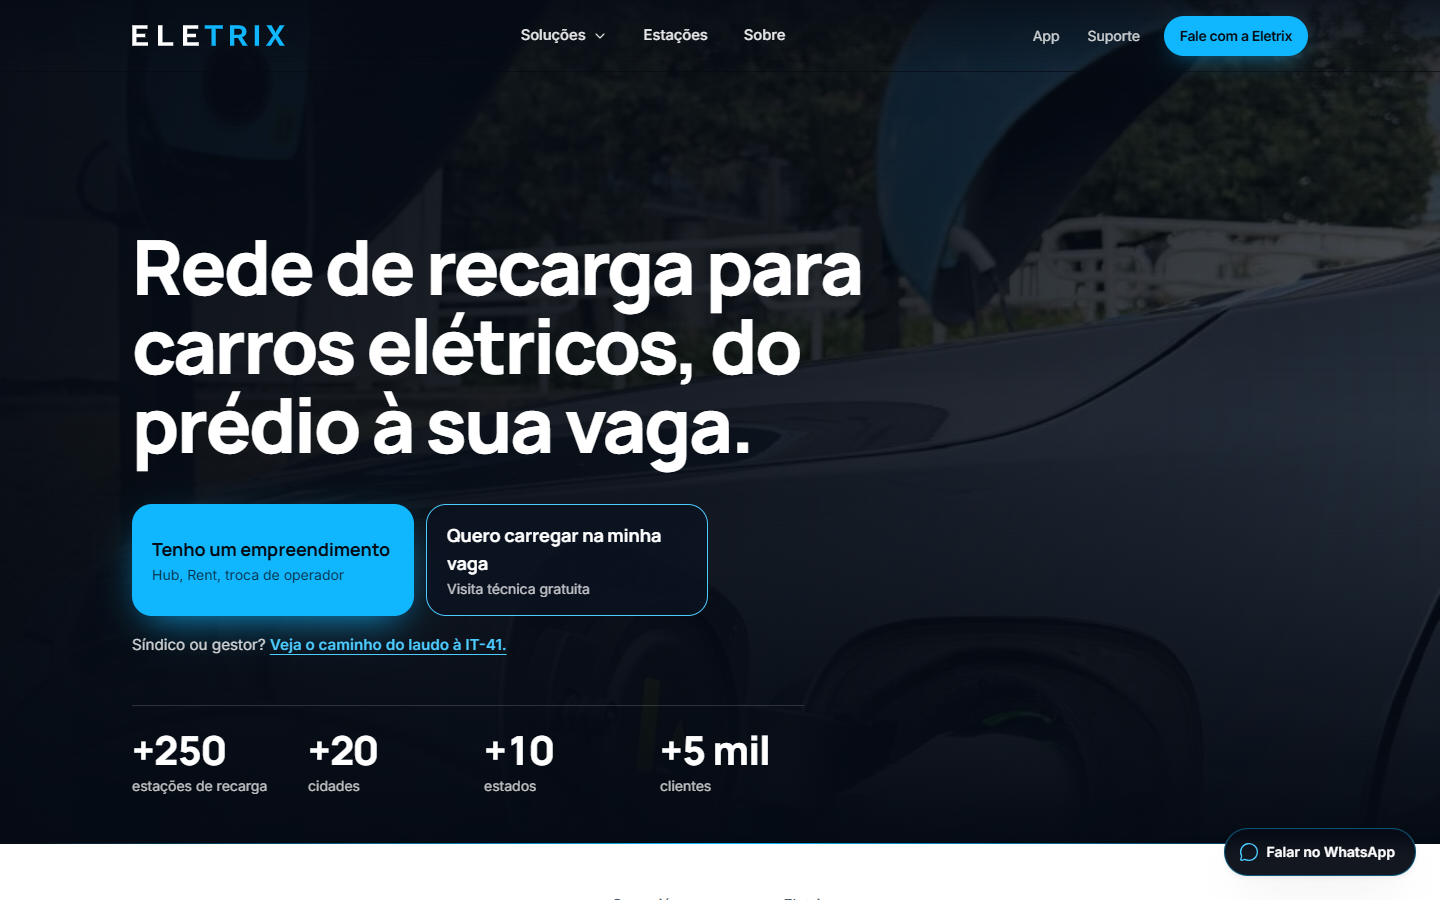 ELETRIX
Soluções
Estações
Sobre
App
Suporte
Fale com a Eletrix
Rede de recarga para
carros elétricos, do
prédio à sua vaga.
Tenho um empreendimento
Hub, Rent, troca de operador
Quero carregar na minha
vaga
Visita técnica gratuita
Síndico ou gestor? Veja o caminho do laudo à IT-41.
+250
estações de recarga
+20
cidades
+10
estados
+5 mil
clientes
Falar no WhatsApp